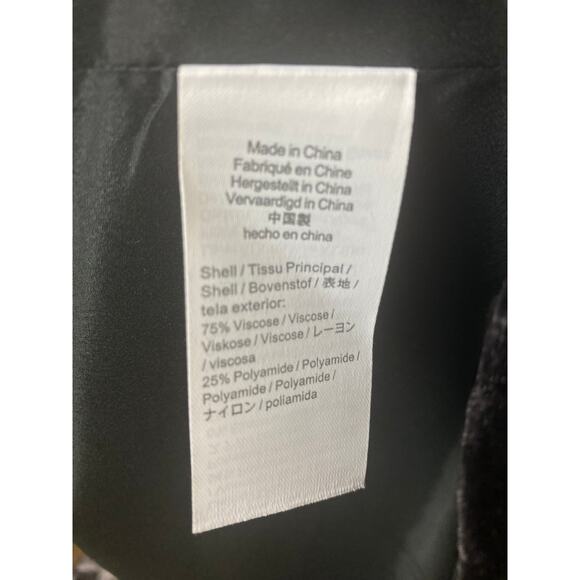 Made in China
Fabriqué en Chine
Hergestellt in China
Vervaardigd in China
中国製
hecho en china
Shell / Tissu Principal /
Shell / Bovenstof / 表地 /
tela exterior:
75% Viscose / Viscose /
Viskose / Viscose / レーヨン
/ viscosa
25% Polyamide / Polyamide /
Polyamide / Polyamide /
ナイロン / poliamida